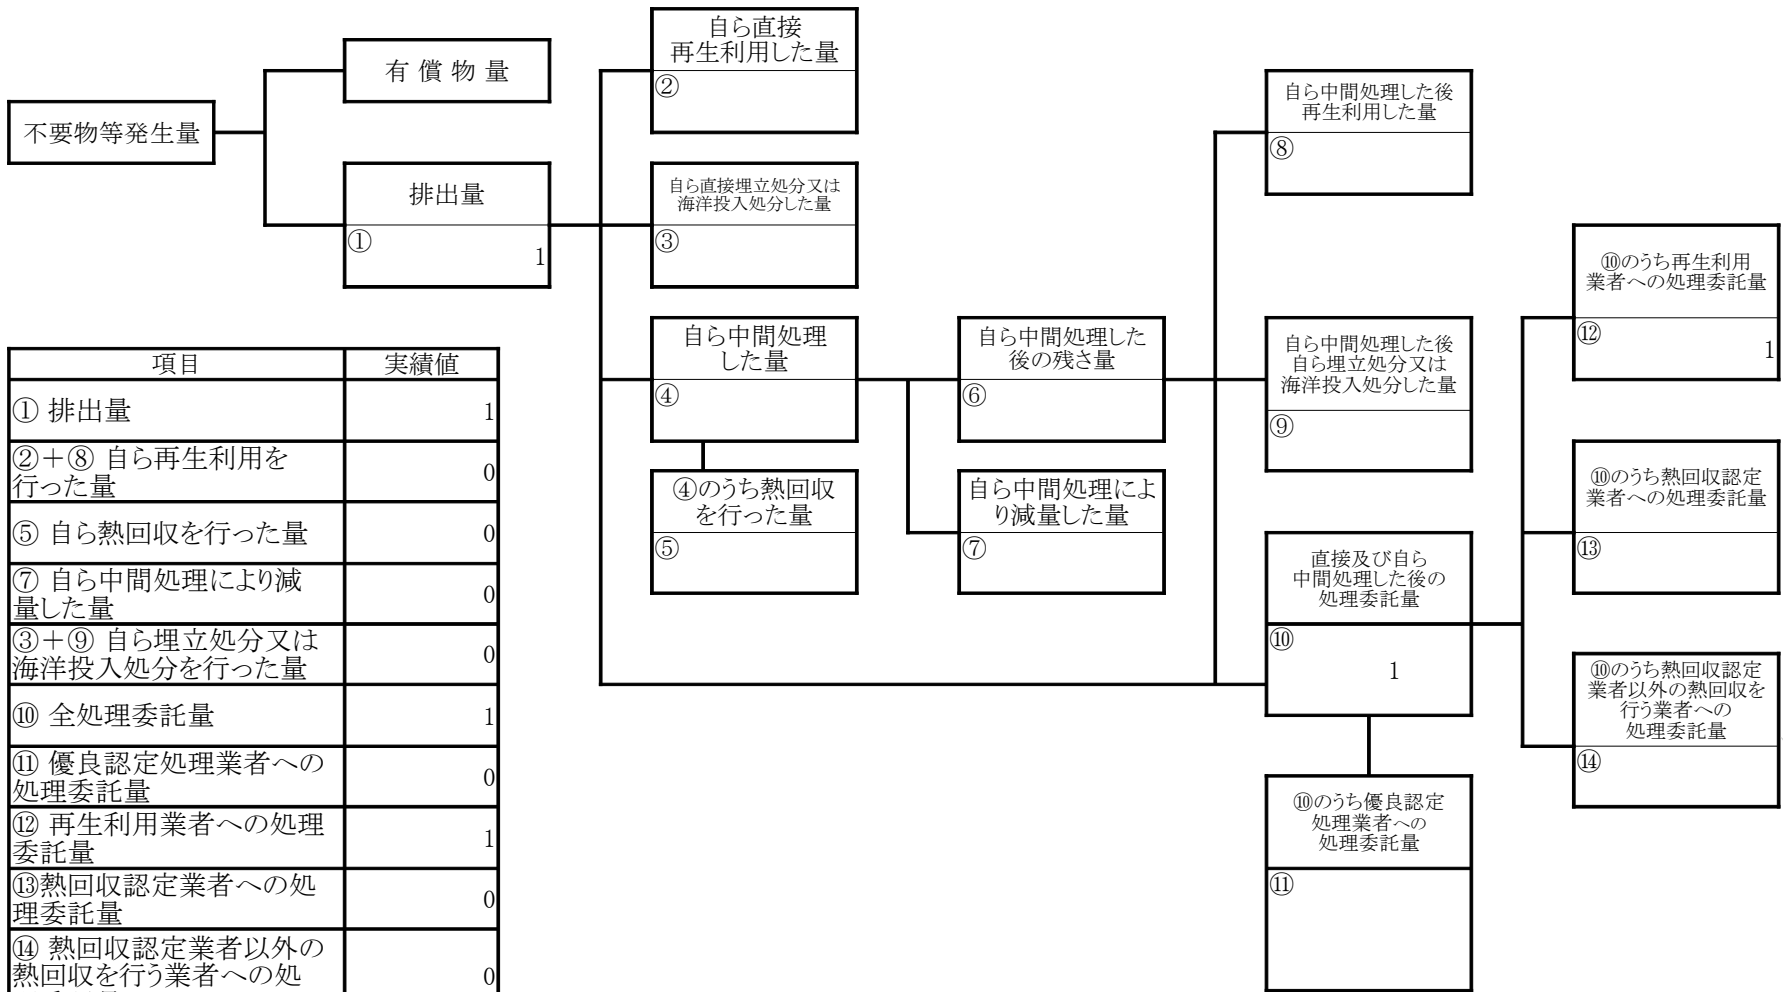 不要物等発生量
有 償 物 量
排出量
①
1
自ら直接
再生利用した量
②
自ら直接埋立処分又は
海洋投入処分した量
③
自ら中間処理
した量
④
④のうち熱回収
を行った量
⑤
自ら中間処理した
後の残さ量
⑥
自ら中間処理によ
り減量した量
⑦
自ら中間処理した後
再生利用した量
⑧
自ら中間処理した後
自ら埋立処分又は
海洋投入処分した量
⑨
直接及び自ら
中間処理した後の
処理委託量
⑩
1
⑩のうち優良認定
処理業者への
処理委託量
⑪
⑩のうち再生利用
業者への処理委託量
⑫
1
⑩のうち熱回収認定
業者への処理委託量
⑬
⑩のうち熱回収認定
業者以外の熱回収を
行う業者への
処理委託量
⑭
項目 実績値
① 排出量 1
②＋⑧ 自ら再生利用を
行った量 0
⑤ 自ら熱回収を行った量 0
⑦ 自ら中間処理により減
量した量 0
③＋⑨ 自ら埋立処分又は
海洋投入処分を行った量 0
⑩ 全処理委託量 1
⑪ 優良認定処理業者への
処理委託量 0
⑫ 再生利用業者への処理
委託量 1
⑬熱回収認定業者への処
理委託量 0
⑭ 熱回収認定業者以外の
熱回収を行う業者への処 0